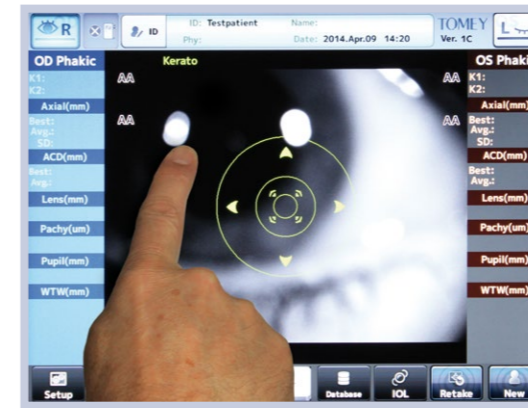 R
ID
ID: Testpatient
Name:
Phy:
Date: 2014.Apr.09 14:20
TOMEY
Ver. 1C
L
OD Phakic
K1:
K2:
Axial(mm)
Best:
Avg.:
SD:
ACD(mm)
Best:
Avg.:
Lens(mm)
Pachy(um)
Pupil(mm)
WTW(mm)
Kerato
AA
AA
AA
AA
OS Phaki
K1:
K2:
Axial(mm)
Best:
Avg.:
SD:
ACD(mm)
Best:
Avg.:
Lens(mm)
Pachy(um)
Pupil(mm)
WTW(mm)
Setup
Database
IOL
Retake
New